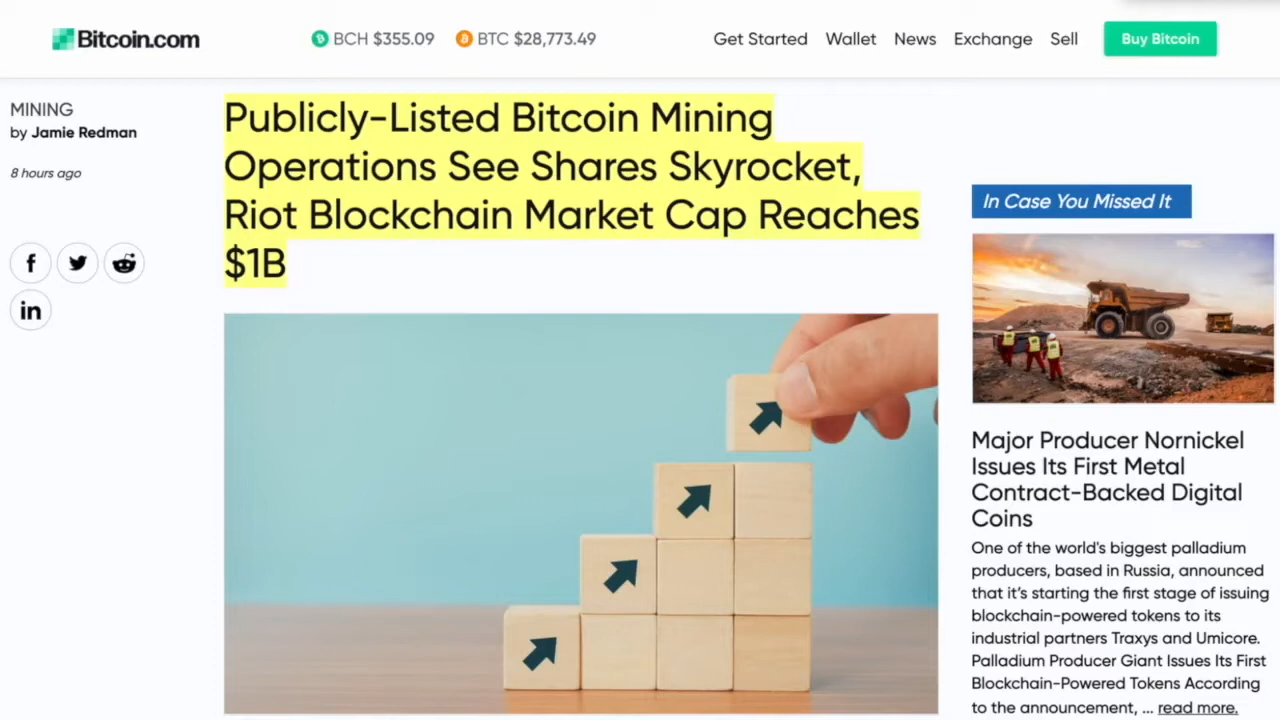 Bitcoin.com
BCH $355.09
BTC $28,773.49
Get Started
Wallet
News
Exchange
Sell
Buy Bitcoin
MINING
by Jamie Redman
8 hours ago
f
in
Publicly-Listed Bitcoin Mining
Operations See Shares Skyrocket,
Riot Blockchain Market Cap Reaches
$1B
In Case You Missed It
Major Producer Nornickel
Issues Its First Metal
Contract-Backed Digital
Coins
One of the world's biggest palladium
producers, based in Russia, announced
that it's starting the first stage of issuing
blockchain-powered tokens to its
industrial partners Traxys and Umicore.
Palladium Producer Giant Issues Its First
Blockchain-Powered Tokens According
to the announcement, ... read more.